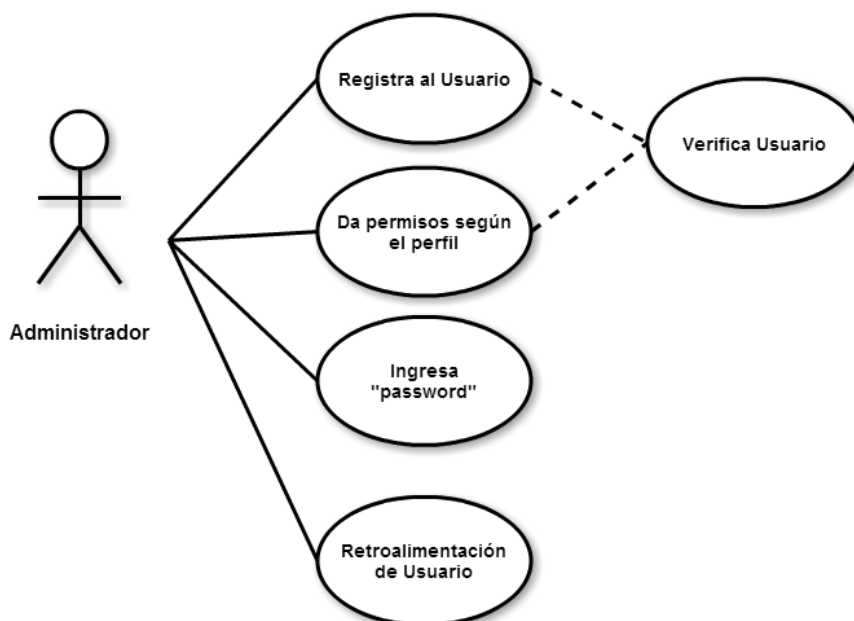 Registra al Usuario
Verifica Usuario
Da permisos según
el perfil
Administrador
Ingresa
"password"
Retroalimentación
de Usuario